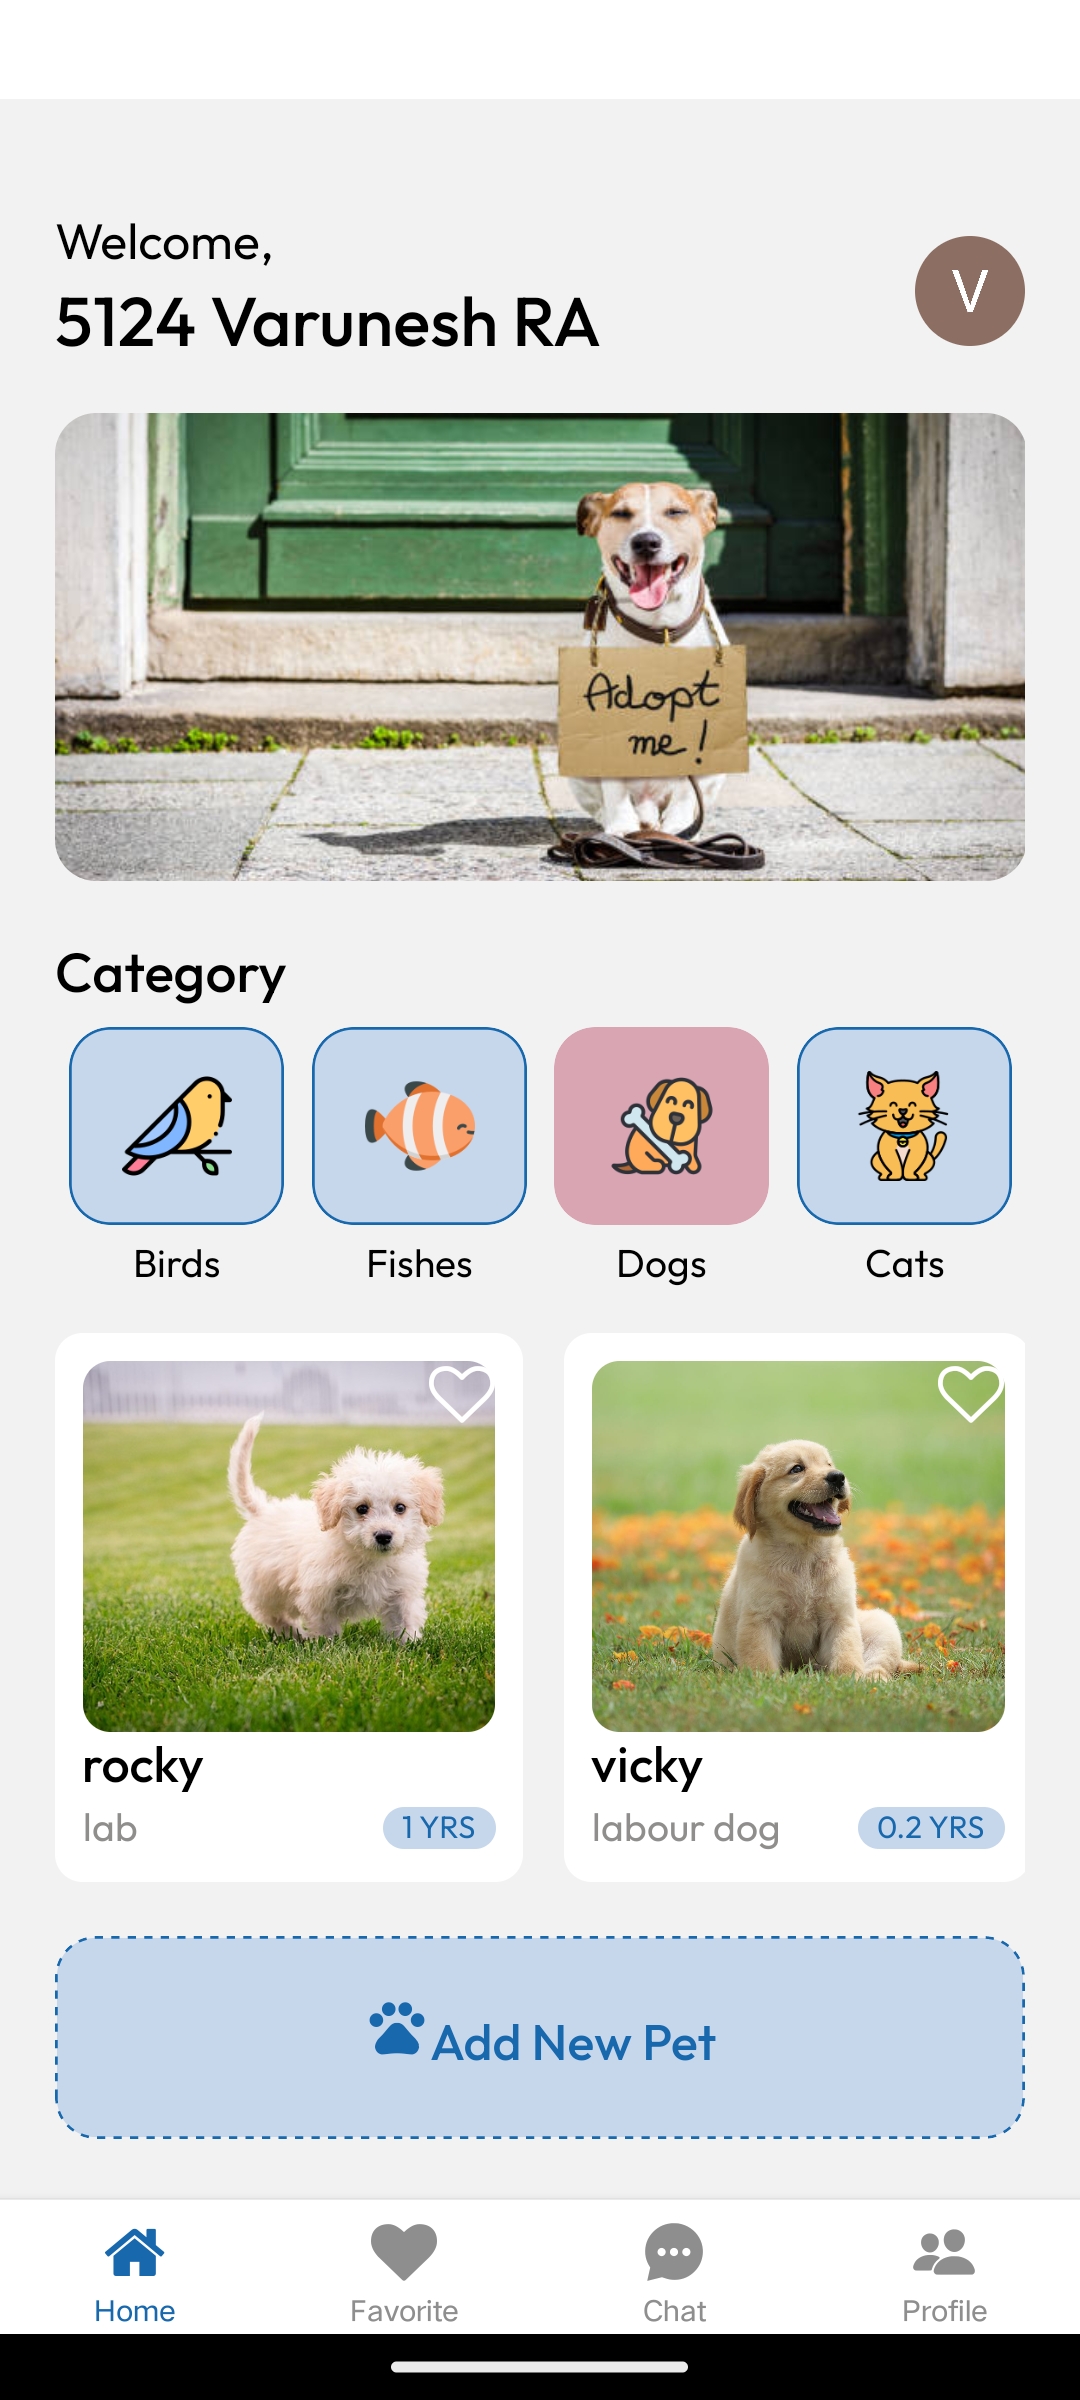 Welcome,
5124 Varunesh RA
V
Adopt
me!
Category
Birds
Fishes
Dogs
Cats
rocky
lab
1 YRS
vicky
labour dog
0.2 YRS
Add New Pet
Home
Favorite
Chat
Profile